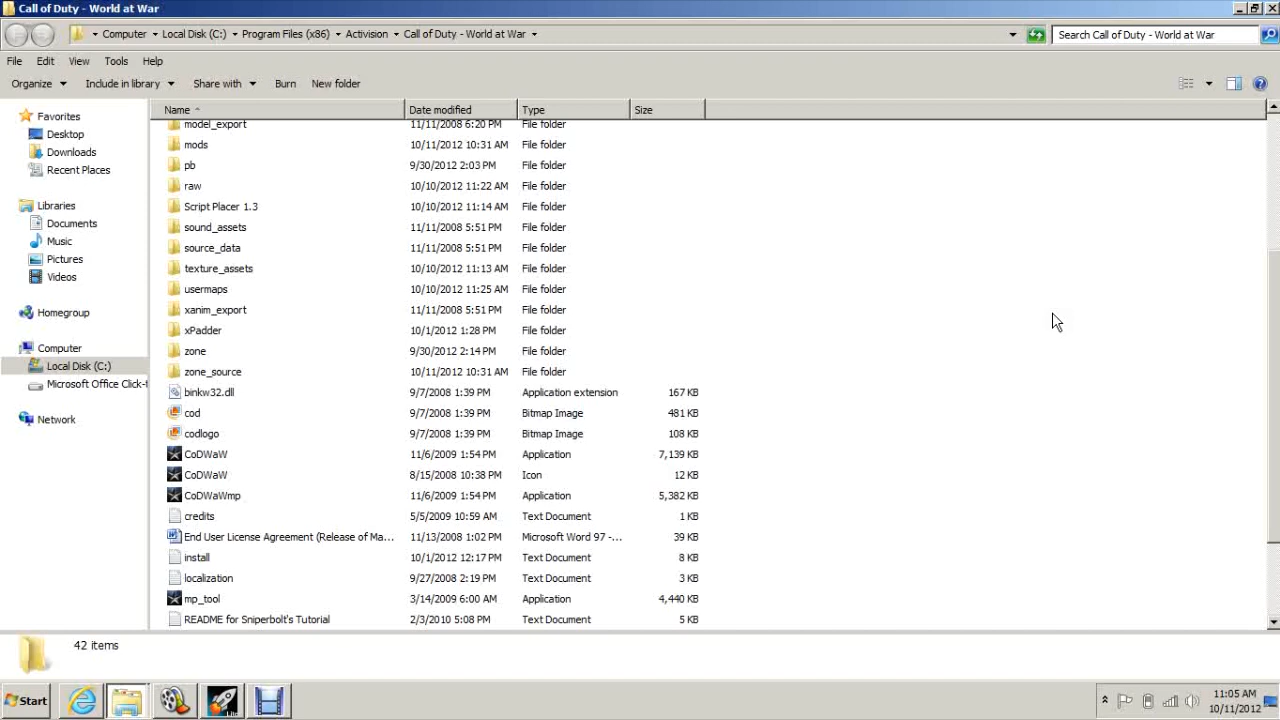 Call of Duty - World at War
Computer Local Disk (C:) Program Files (x86) Activision Call of Duty - World at War Search Call of Duty - World at War
File Edit View Tools Help
Organize Include in library Share with Burn New folder
Favorites
Desktop
Downloads
Recent Places
Libraries
Documents
Music
Pictures
Videos
Homegroup
Computer
Local Disk (C:)
Microsoft Office Click-t
Network
Name Date modified Type Size
model_export 11/11/2008 6:20 PM File folder
mods 10/11/2012 10:31 AM File folder
pb 9/30/2012 2:03 PM File folder
raw 10/10/2012 11:22 AM File folder
Script Placer 1.3 10/10/2012 11:14 AM File folder
sound_assets 11/11/2008 5:51 PM File folder
source_data 11/11/2008 5:51 PM File folder
texture_assets 10/10/2012 11:13 AM File folder
usermaps 10/10/2012 11:25 AM File folder
xanim_export 11/11/2008 5:51 PM File folder
xPadder 10/1/2012 1:28 PM File folder
zone 9/30/2012 2:14 PM File folder
zone_source 10/11/2012 10:31 AM File folder
binkw32.dll 9/7/2008 1:39 PM Application extension 167 KB
cod 9/7/2008 1:39 PM Bitmap Image 481 KB
codlogo 9/7/2008 1:39 PM Bitmap Image 108 KB
CoDWaW 11/6/2009 1:54 PM Application 7,139 KB
CoDWaW 8/15/2008 10:38 PM Icon 12 KB
CoDWaWmp 11/6/2009 1:54 PM Application 5,382 KB
credits 5/5/2009 10:59 AM Text Document 1 KB
End User License Agreement (Release of Ma... 11/13/2008 1:02 PM Microsoft Word 97 -... 39 KB
install 10/1/2012 12:17 PM Text Document 8 KB
localization 9/27/2008 2:19 PM Text Document 3 KB
mp_tool 3/14/2009 6:00 AM Application 4,440 KB
README for Sniperbolt's Tutorial 2/3/2010 5:08 PM Text Document 5 KB
42 items
Start
Lite
11:05 AM
10/11/2012